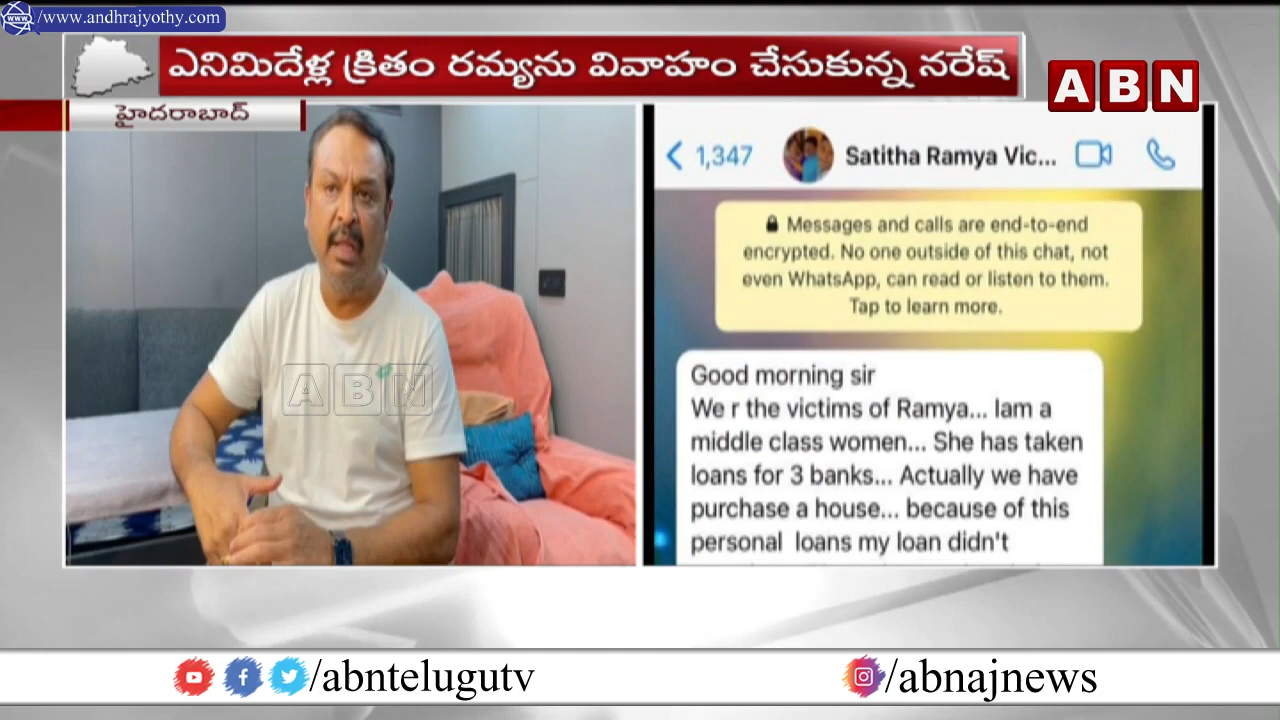 /www.andhrajyothy.com
ఎనిమిదేళ్ల క్రితం రమ్యను వివాహం చేసుకున్న నరేష్
ABN
హైదరాబాద్
ABN
1,347
Satitha Ramya Vic...
Messages and calls are end-to-end
encrypted. No one outside of this chat, not
even WhatsApp, can read or listen to them.
Tap to learn more.
Good morning sir
We r the victims of Ramya... Iam a
middle class women... She has taken
loans for 3 banks... Actually we have
purchase a house... because of this
personal loans my loan didn't
/abntelugutv
/abnajnews